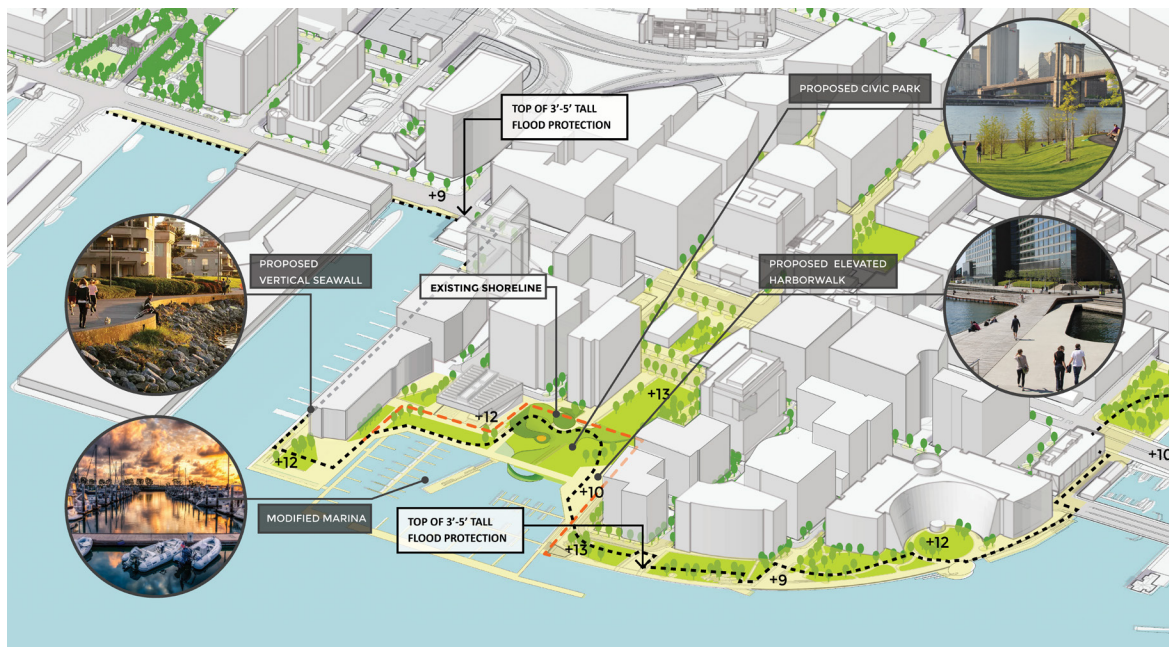 PROPOSED CIVIC PARK
TOP OF 3’-5’ TALL
FLOOD PROTECTION
+9
PROPOSED
VERTICAL SEAWALL
EXISTING SHORELINE
PROPOSED ELEVATED
HARBORWALK
+13
+12
+12
+10
+10
MODIFIED MARINA
TOP OF 3’-5’ TALL
FLOOD PROTECTION
+13
+12
+9